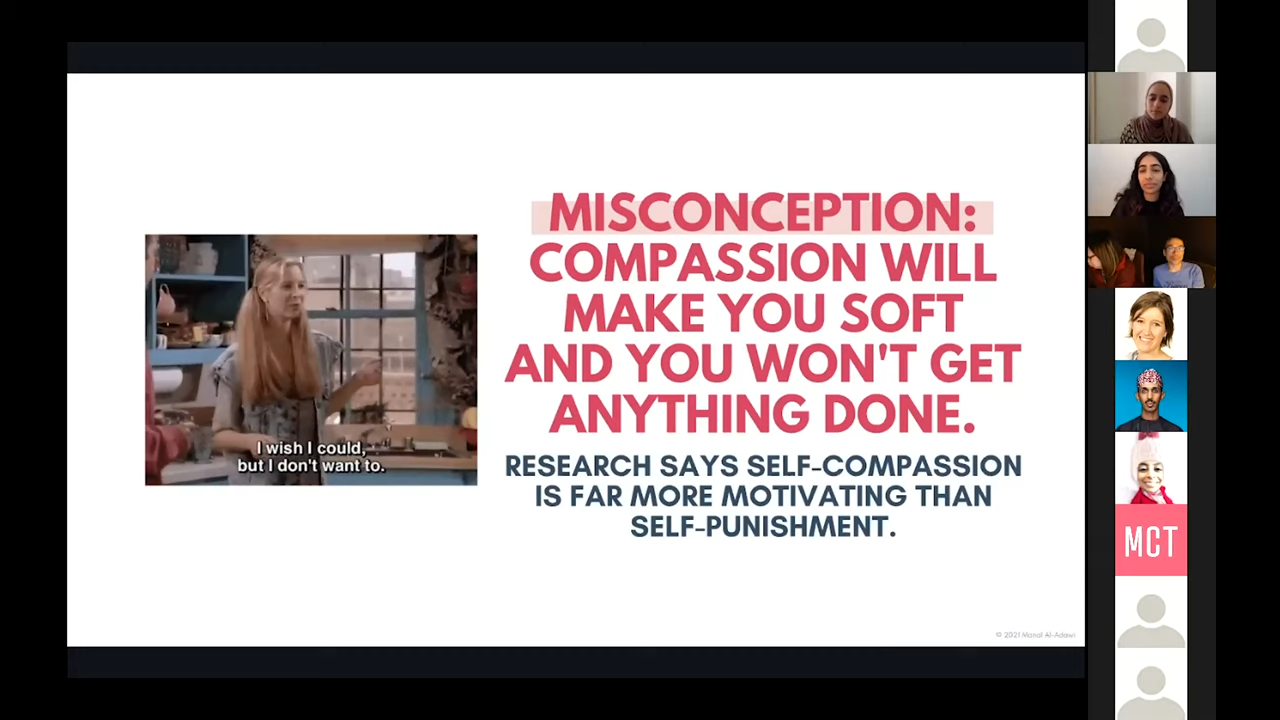 MISCONCEPTION:
COMPASSION WILL
MAKE YOU SOFT
AND YOU WON'T GET
ANYTHING DONE.
RESEARCH SAYS SELF-COMPASSION
IS FAR MORE MOTIVATING THAN
SELF-PUNISHMENT.
I wish I could,
but I don't want to.
MCT
© 2021 Manal Al-Adawi